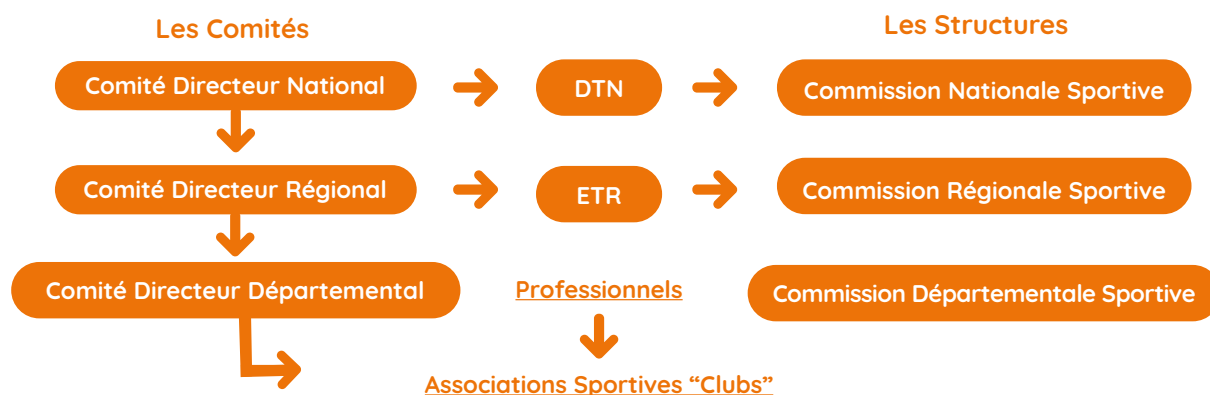 Les Comités
Les Structures
Comité Directeur National
DTN
Commission Nationale Sportive
Comité Directeur Régional
ETR
Commission Régionale Sportive
Comité Directeur Départemental
Professionnels
Commission Départementale Sportive
Associations Sportives “Clubs”